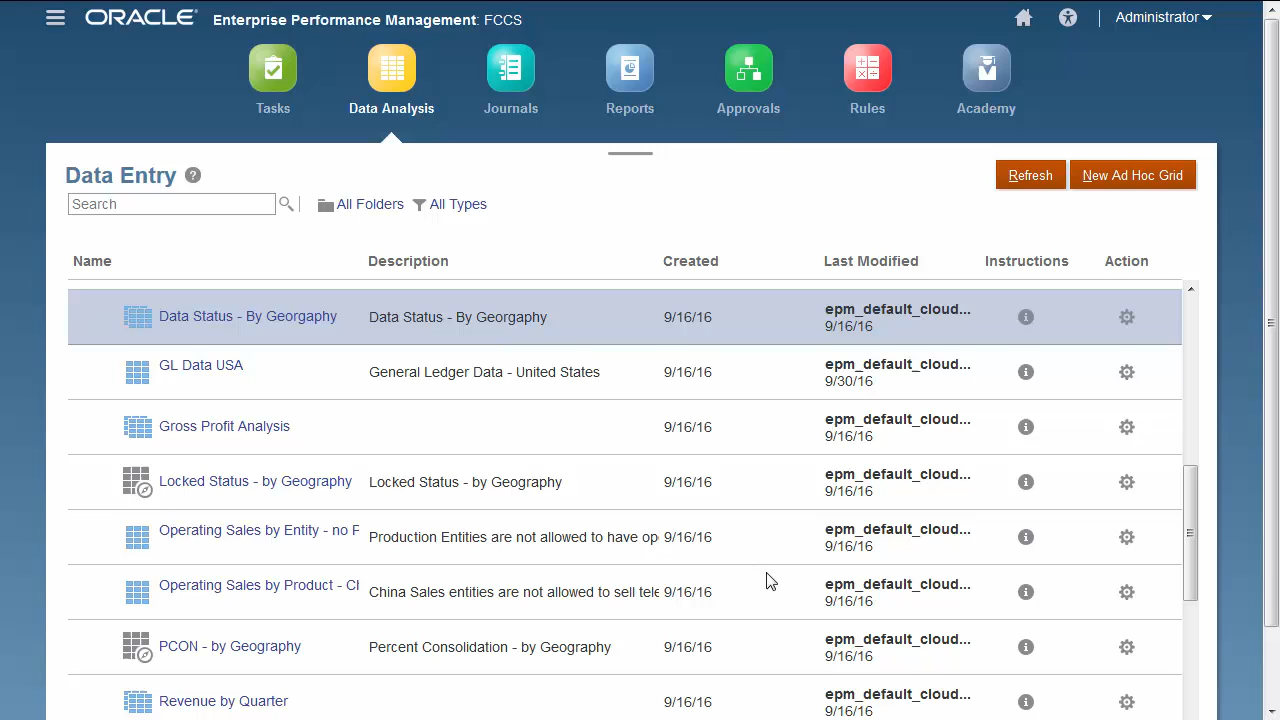 ORACLE® Enterprise Performance Management: FCCS
Administrator
Tasks
Data Analysis
Journals
Reports
Approvals
Rules
Academy
Data Entry ?
Refresh
New Ad Hoc Grid
Search
All Folders
All Types
Name Description Created Last Modified Instructions Action
Data Status - By Georgaphy Data Status - By Georgaphy 9/16/16 epm_default_cloud...
9/16/16
GL Data USA General Ledger Data - United States 9/16/16 epm_default_cloud...
9/30/16
Gross Profit Analysis 9/16/16 epm_default_cloud...
9/16/16
Locked Status - by Geography Locked Status - by Geography 9/16/16 epm_default_cloud...
9/16/16
Operating Sales by Entity - no P Production Entities are not allowed to have op 9/16/16 epm_default_cloud...
9/16/16
Operating Sales by Product - Ch China Sales entities are not allowed to sell tele 9/16/16 epm_default_cloud...
9/16/16
PCON - by Geography Percent Consolidation - by Geography 9/16/16 epm_default_cloud...
9/16/16
Revenue by Quarter 9/16/16 epm_default_cloud...
9/16/16